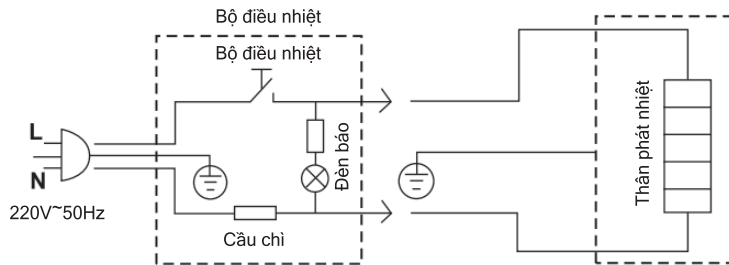 Bộ điều nhiệt
Bộ điều nhiệt
L
N
220V~50Hz
Cầu chì
Đèn báo
Thân phát nhiệt